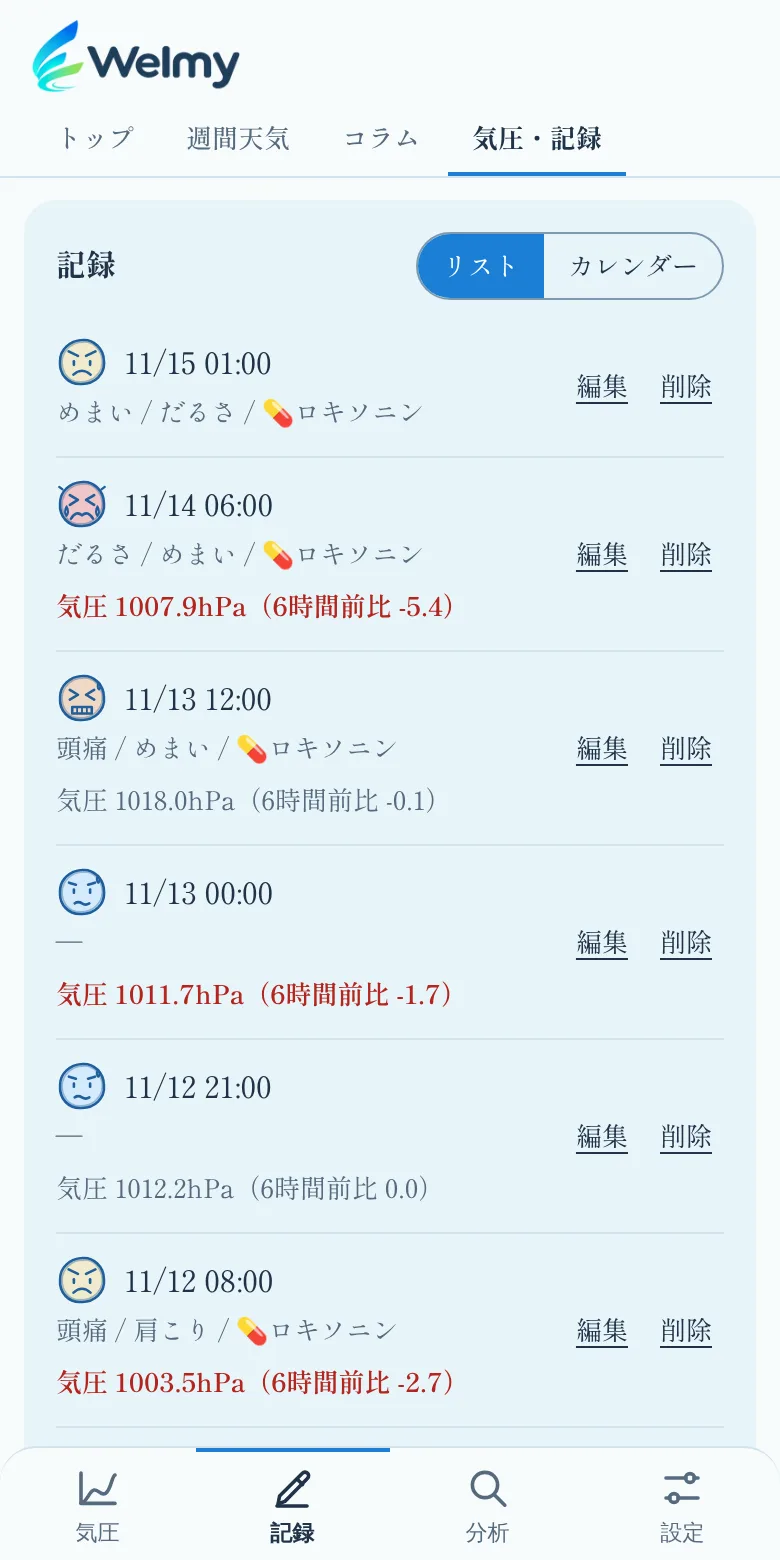 Welmy
トップ 週間天気 コラム 気圧・記録
記録 リスト カレンダー
11/15 01:00
めまい / だるさ / 💊ロキソニン
編集 削除
11/14 06:00
だるさ / めまい / 💊ロキソニン
編集 削除
気圧 1007.9hPa（6時間前比 -5.4）
11/13 12:00
頭痛 / めまい / 💊ロキソニン
編集 削除
気圧 1018.0hPa（6時間前比 -0.1）
11/13 00:00
—
編集 削除
気圧 1011.7hPa（6時間前比 -1.7）
11/12 21:00
—
編集 削除
気圧 1012.2hPa（6時間前比 0.0）
11/12 08:00
頭痛 / 肩こり / 💊ロキソニン
編集 削除
気圧 1003.5hPa（6時間前比 -2.7）
気圧 記録 分析 設定